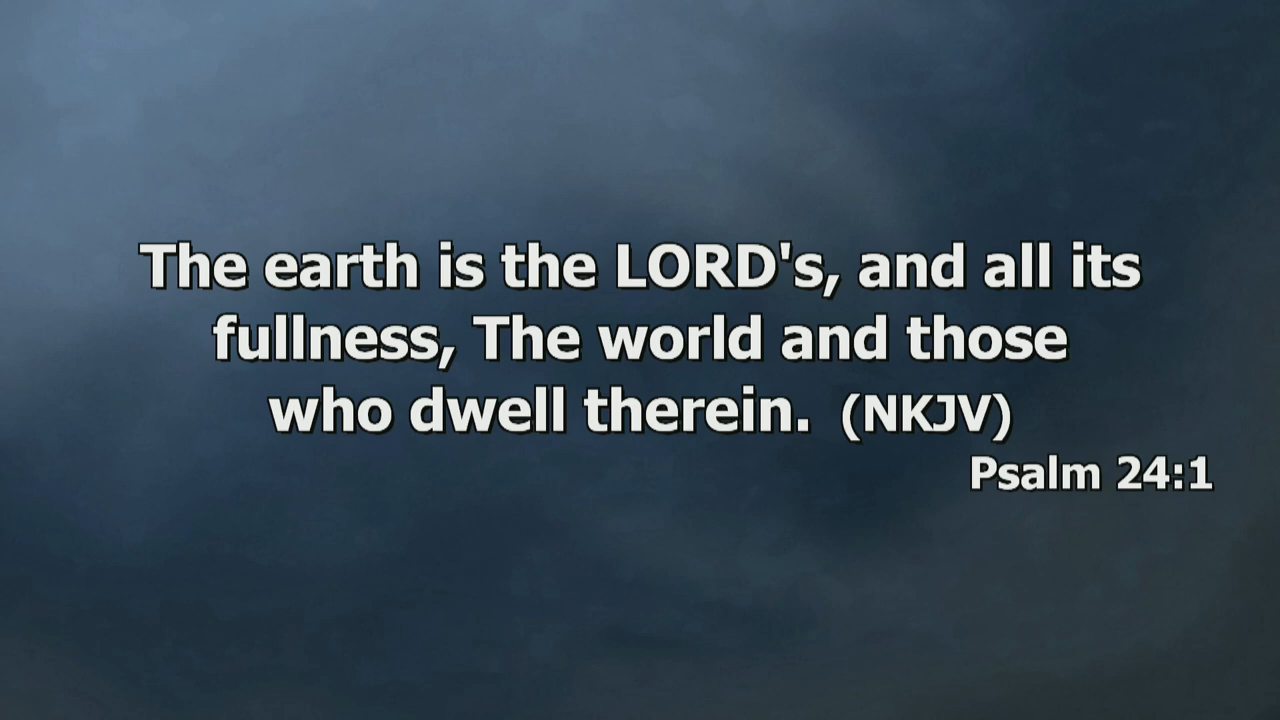 The earth is the LORD's, and all its
fullness, The world and those
who dwell therein. (NKJV)
Psalm 24:1